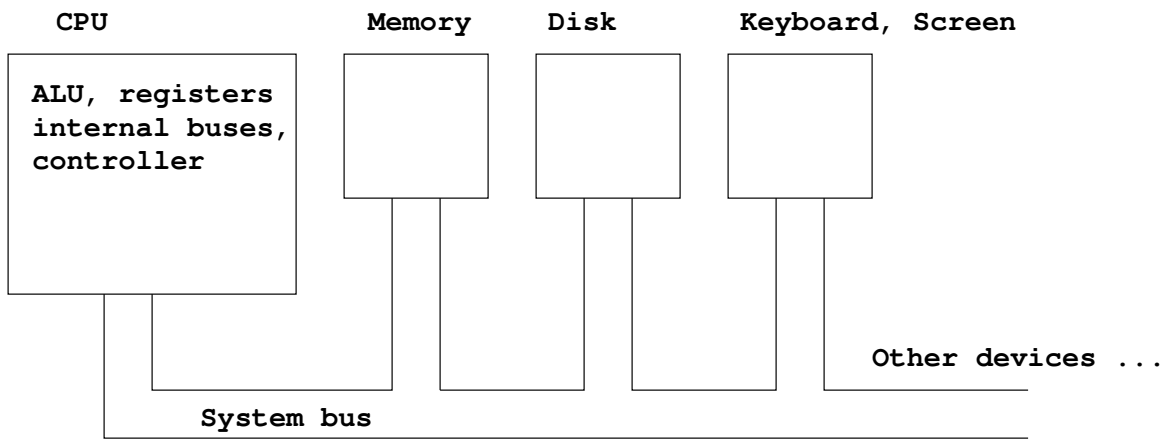 CPU
Memory
Disk
Keyboard, Screen
ALU, registers
internal buses,
controller
Other devices ...
System bus